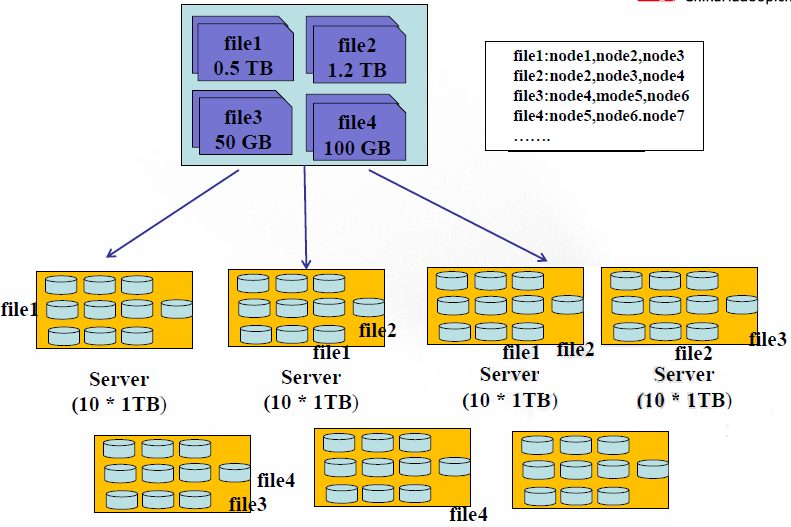 file1
0.5 TB
file2
1.2 TB
file3
50 GB
file4
100 GB
file1:node1,node2,node3
file2:node2,node3,node4
file3:node4,mode5,node6
file4:node5,node6.node7
…….
file1
file2
file1
file1
file2
file2
file3
Server
(10 * 1TB)
Server
(10 * 1TB)
Server
(10 * 1TB)
Server
(10 * 1TB)
file4
file3
file4